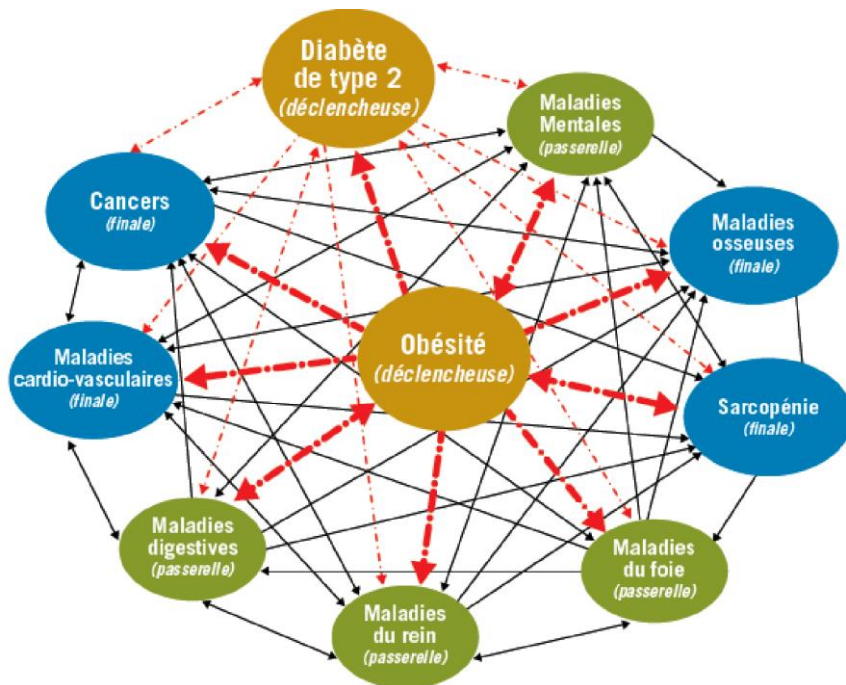 Diabète
de type 2
(déclencheuse)
Maladies
Mentales
(passerelle)
Cancers
(finale)
Maladies
osseuses
(finale)
Obésité
(déclencheuse)
Maladies
cardio-vasculaires
(finale)
Sarcopénie
(finale)
Maladies
digestives
(passerelle)
Maladies
du foie
(passerelle)
Maladies
du rein
(passerelle)